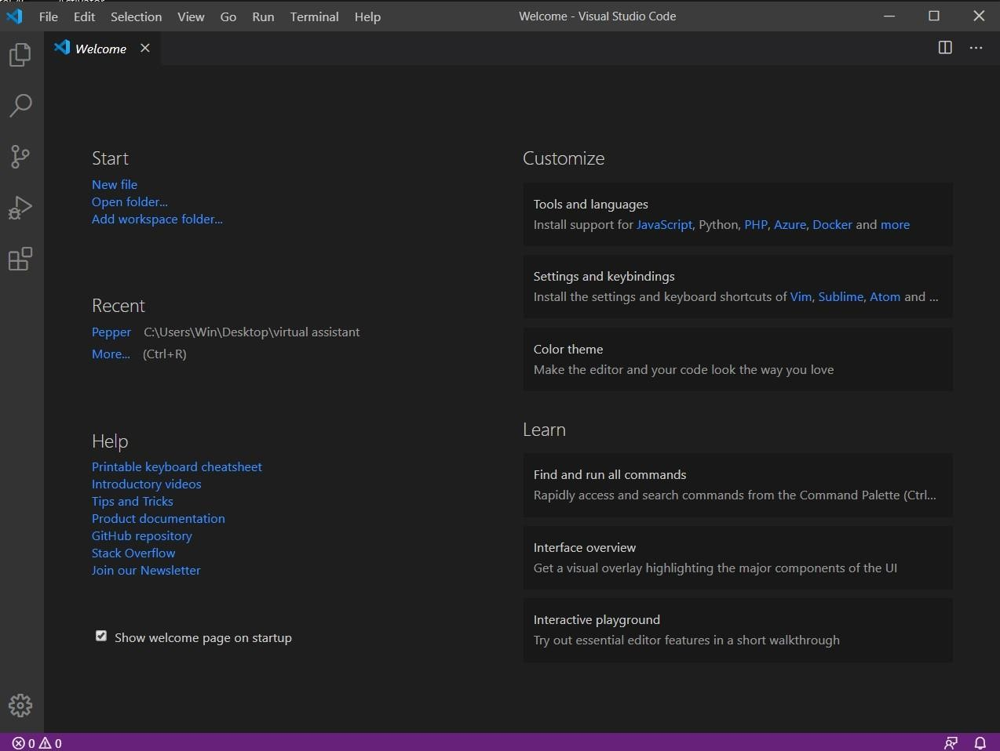 File Edit Selection View Go Run Terminal Help Welcome - Visual Studio Code
Welcome
Start
New file
Open folder...
Add workspace folder...
Recent
Pepper C:\Users\Win\Desktop\virtual assistant
More... (Ctrl+R)
Help
Printable keyboard cheatsheet
Introductory videos
Tips and Tricks
Product documentation
GitHub repository
Stack Overflow
Join our Newsletter
Show welcome page on startup
Customize
Tools and languages
Install support for JavaScript, Python, PHP, Azure, Docker and more
Settings and keybindings
Install the settings and keyboard shortcuts of Vim, Sublime, Atom and ...
Color theme
Make the editor and your code look the way you love
Learn
Find and run all commands
Rapidly access and search commands from the Command Palette (Ctrl...
Interface overview
Get a visual overlay highlighting the major components of the UI
Interactive playground
Try out essential editor features in a short walkthrough
0 0